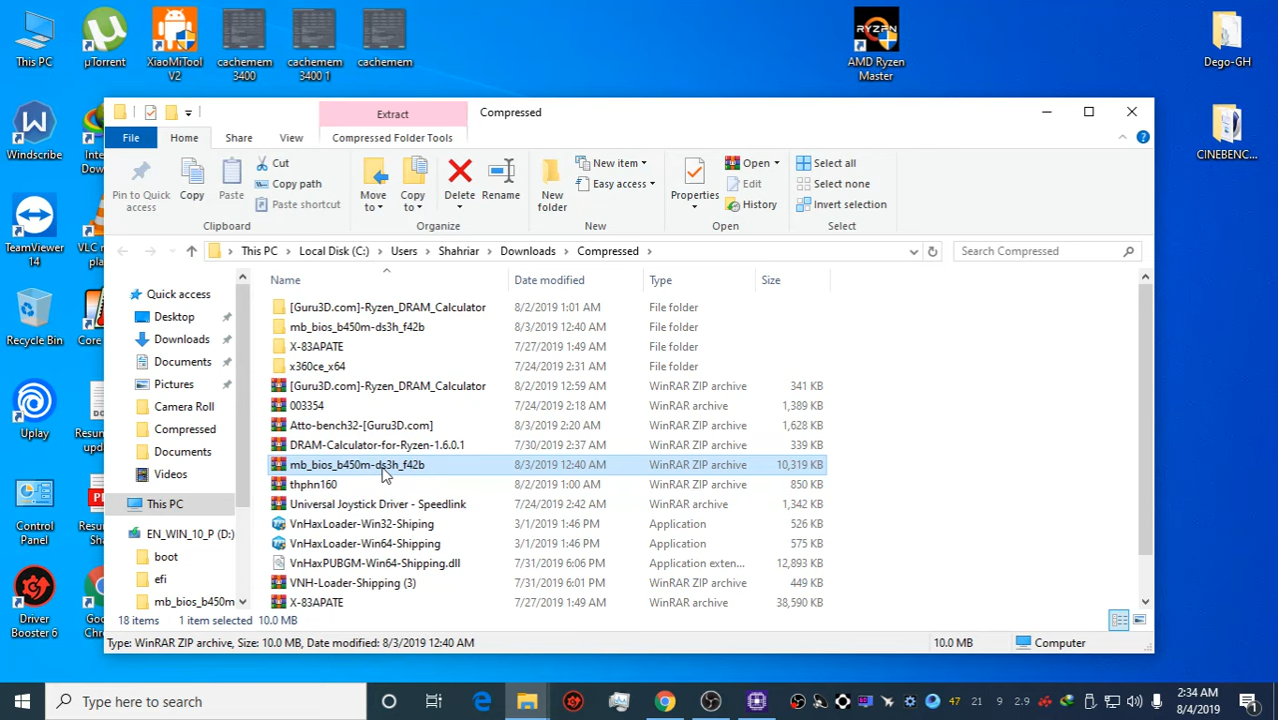 This PC
µTorrent
XiaoMiTool V2
cachemem 3400
cachemem 3400 1
cachemem
RYZEN
AMD Ryzen Master
Dego-GH
Windscribe
CINEBENC...
TeamViewer 14
VLC
Recycle Bin
Core
Uplay
Resum
Control Panel
PDF
Resum
Driver Booster 6
Extract
Compressed
File
Home
Share
View
Compressed Folder Tools
Pin to Quick access
Copy
Paste
Cut
Copy path
Paste shortcut
Clipboard
Move to
Copy to
Delete
Rename
Organize
New folder
New item
Easy access
New
Properties
Open
Edit
History
Open
Select all
Select none
Invert selection
Select
This PC > Local Disk (C:) > Users > Shahriar > Downloads > Compressed >
Search Compressed
Quick access
Desktop
Downloads
Documents
Pictures
Camera Roll
Compressed
Documents
Videos
This PC
EN_WIN_10_P (D:)
boot
efi
mb_bios_b450m
Name Date modified Type Size
[Guru3D.com]-Ryzen_DRAM_Calculator 8/2/2019 1:01 AM File folder
mb_bios_b450m-ds3h_f42b 8/3/2019 12:40 AM File folder
X-83APATE 7/27/2019 1:49 AM File folder
x360ce_x64 7/24/2019 2:31 AM File folder
[Guru3D.com]-Ryzen_DRAM_Calculator 8/2/2019 12:59 AM WinRAR ZIP archive 341 KB
003354 7/24/2019 2:18 AM WinRAR archive 1,389 KB
Atto-bench32-[Guru3D.com] 8/3/2019 2:20 AM WinRAR archive 1,628 KB
DRAM-Calculator-for-Ryzen-1.6.0.1 7/30/2019 2:37 AM WinRAR ZIP archive 339 KB
mb_bios_b450m-ds3h_f42b 8/3/2019 12:40 AM WinRAR ZIP archive 10,319 KB
thphn160 8/2/2019 1:00 AM WinRAR ZIP archive 850 KB
Universal Joystick Driver - Speedlink 7/24/2019 2:42 AM WinRAR archive 1,342 KB
VnHaxLoader-Win32-Shiping 3/1/2019 1:46 PM Application 526 KB
VnHaxLoader-Win64-Shipping 3/1/2019 1:46 PM Application 575 KB
VnHaxPUBGM-Win64-Shipping.dll 7/31/2019 6:06 PM Application exten... 12,893 KB
VNH-Loader-Shipping (3) 7/31/2019 6:01 PM WinRAR ZIP archive 449 KB
X-83APATE 7/27/2019 1:49 AM WinRAR archive 38,590 KB
18 items 1 item selected 10.0 MB
Type: WinRAR ZIP archive, Size: 10.0 MB, Date modified: 8/3/2019 12:40 AM
10.0 MB
Computer
Type here to search
47 21 9 2.9
2:34 AM
8/4/2019
1